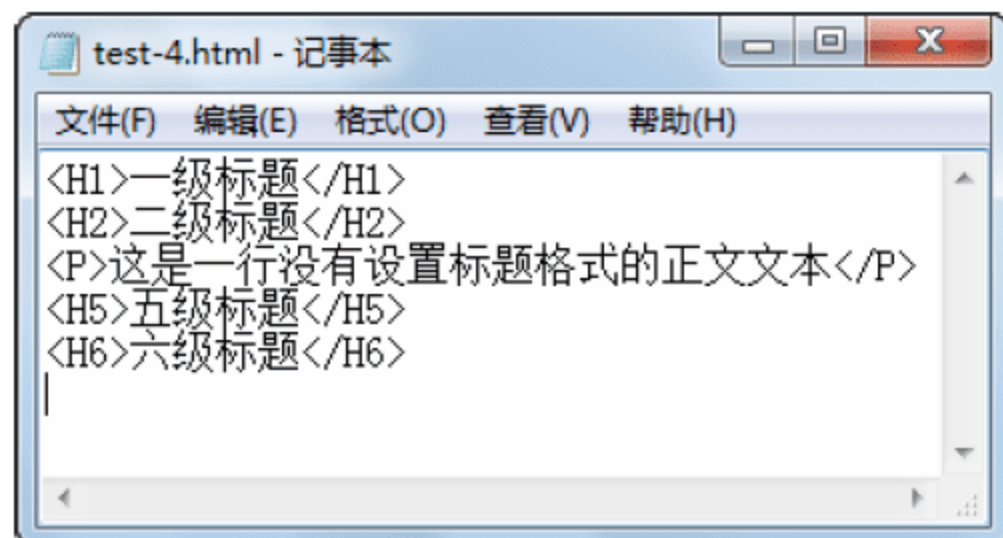 test-4.html - 记事本
文件(F) 编辑(E) 格式(O) 查看(V) 帮助(H)
<H1>一级标题</H1>
<H2>二级标题</H2>
<P>这是一行没有设置标题格式的正文文本</P>
<H5>五级标题</H5>
<H6>六级标题</H6>